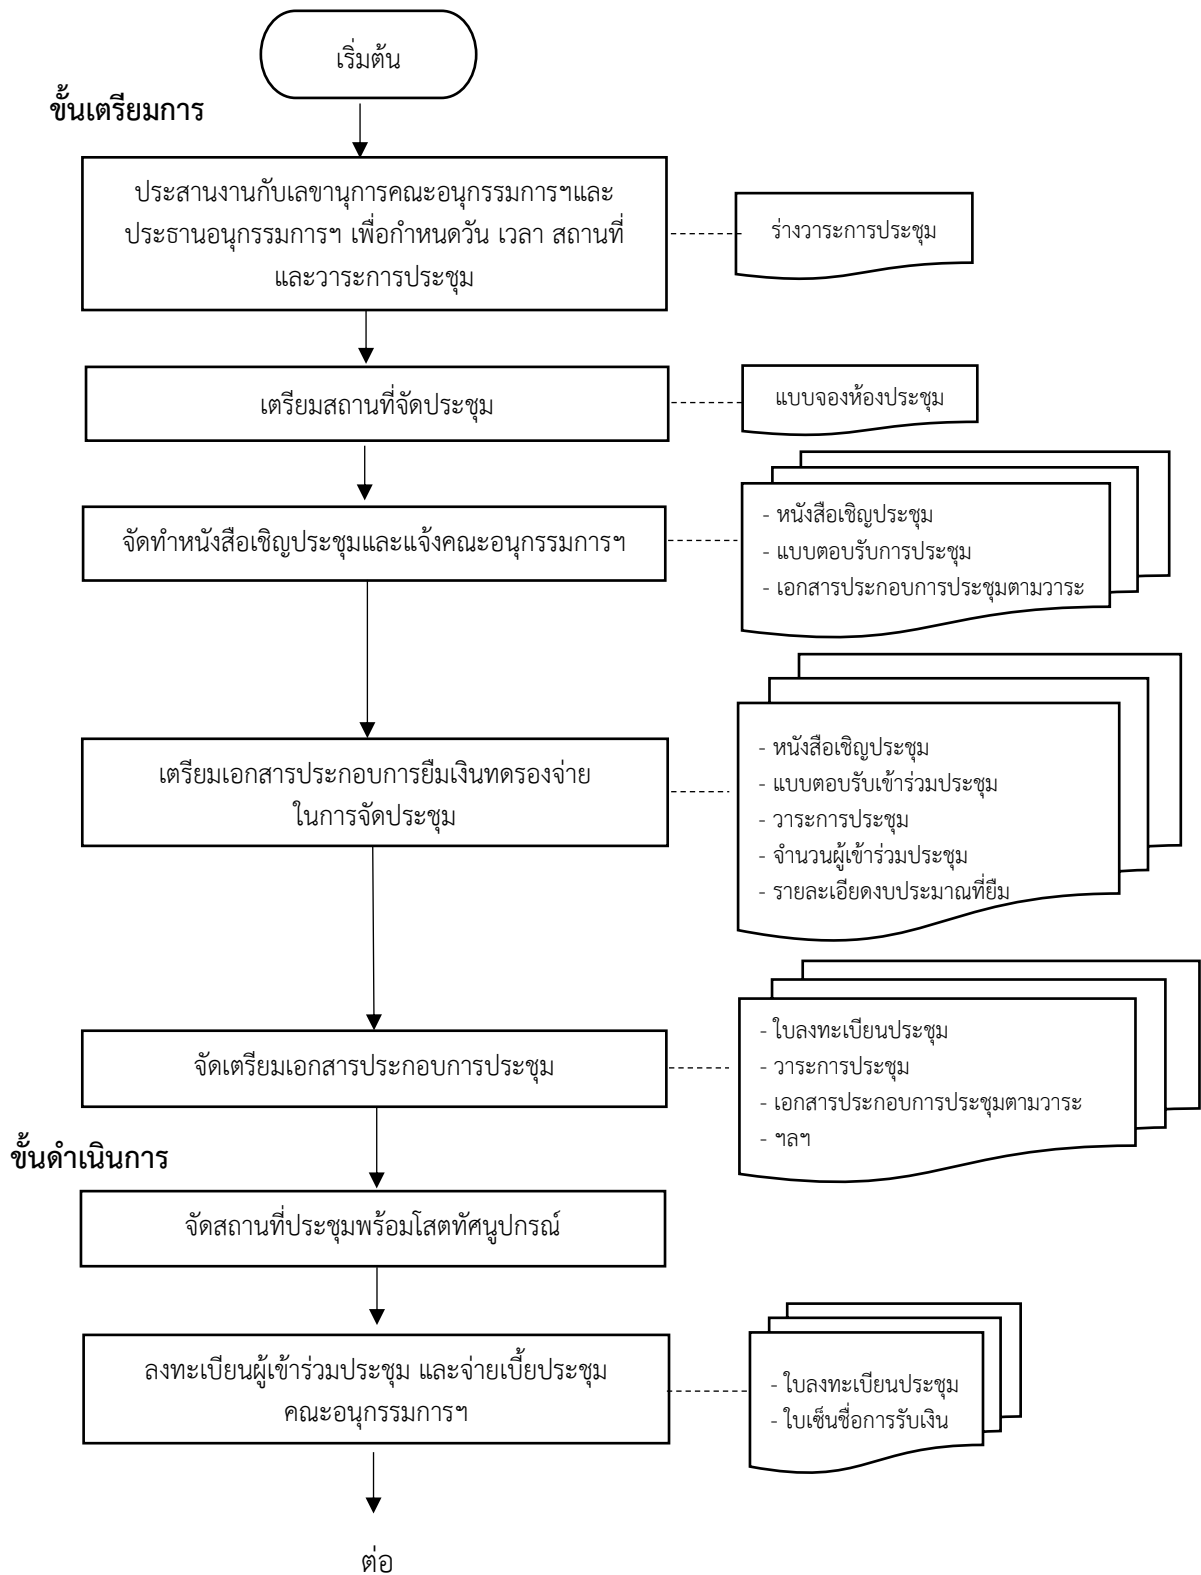 เริ่มต้น
ขั้นเตรียมการ
ประสานงานกับเลขานุการคณะอนุกรรมการฯและ
ประธานอนุกรรมการฯ เพื่อกำหนดวัน เวลา สถานที่
และวาระการประชุม
ร่างวาระการประชุม
เตรียมสถานที่จัดประชุม
แบบจองห้องประชุม
จัดทำหนังสือเชิญประชุมและแจ้งคณะอนุกรรมการฯ
- หนังสือเชิญประชุม
- แบบตอบรับการประชุม
- เอกสารประกอบการประชุมตามวาระ
เตรียมเอกสารประกอบการยืมเงินทดรองจ่าย
ในการจัดประชุม
- หนังสือเชิญประชุม
- แบบตอบรับเข้าร่วมประชุม
- วาระการประชุม
- จำนวนผู้เข้าร่วมประชุม
- รายละเอียดงบประมาณที่ยืม
จัดเตรียมเอกสารประกอบการประชุม
- ใบลงทะเบียนประชุม
- วาระการประชุม
- เอกสารประกอบการประชุมตามวาระ
- ฯลฯ
ขั้นดำเนินการ
จัดสถานที่ประชุมพร้อมโสตทัศนูปกรณ์
ลงทะเบียนผู้เข้าร่วมประชุม และจ่ายเบี้ยประชุม
คณะอนุกรรมการฯ
- ใบลงทะเบียนประชุม
- ใบเซ็นชื่อการรับเงิน
ต่อ